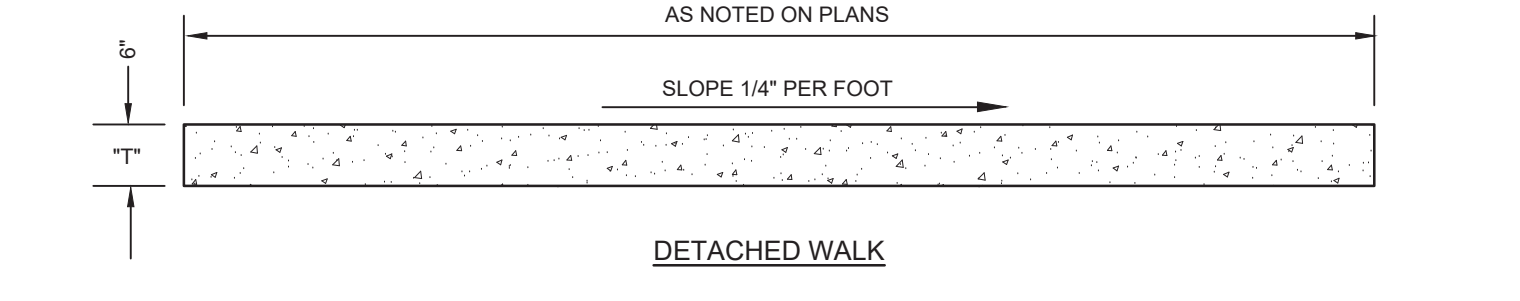 AS NOTED ON PLANS
6"
SLOPE 1/4" PER FOOT
"T"
DETACHED WALK